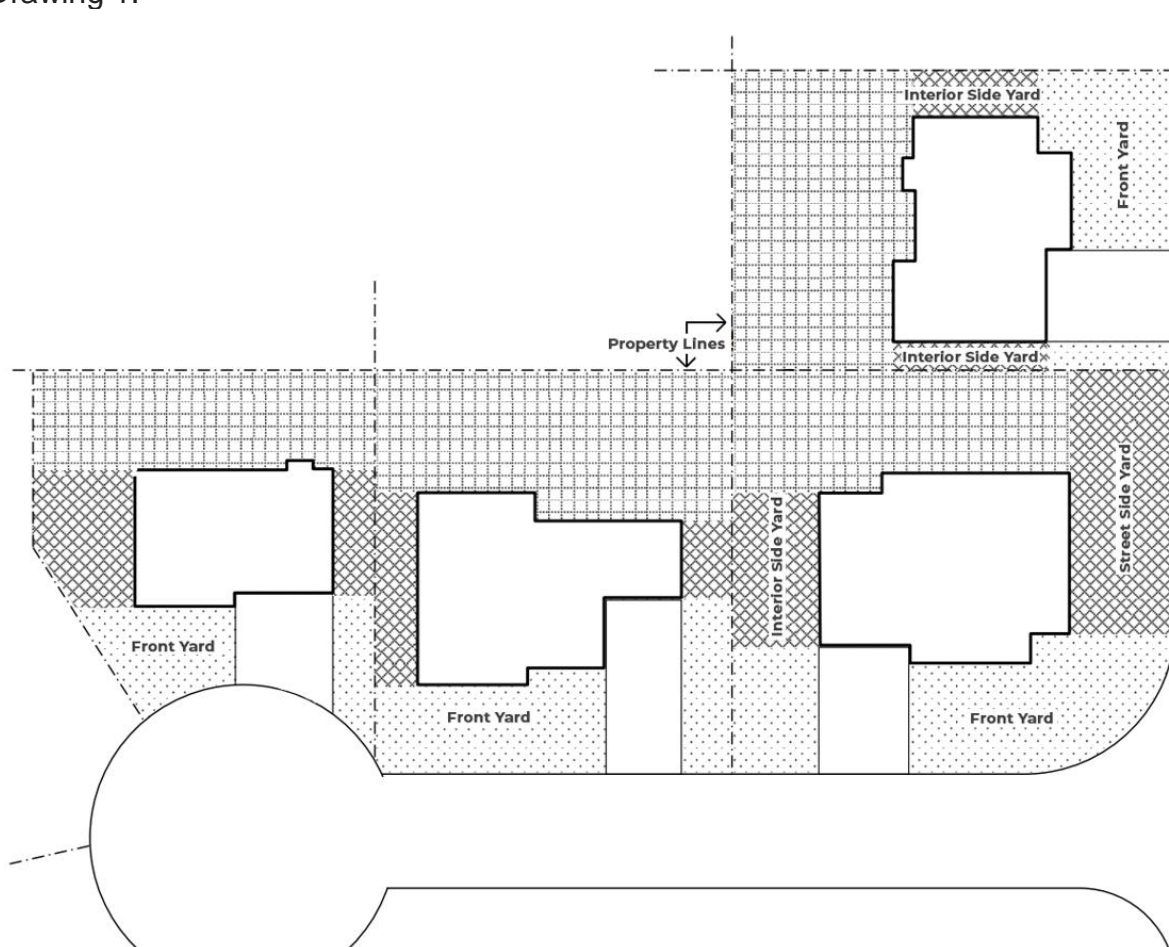 Drawing 1.
Interior Side Yard
Front Yard
Property Lines
Interior Side Yard
Street Side Yard
Interior Side Yard
Front Yard
Front Yard
Front Yard